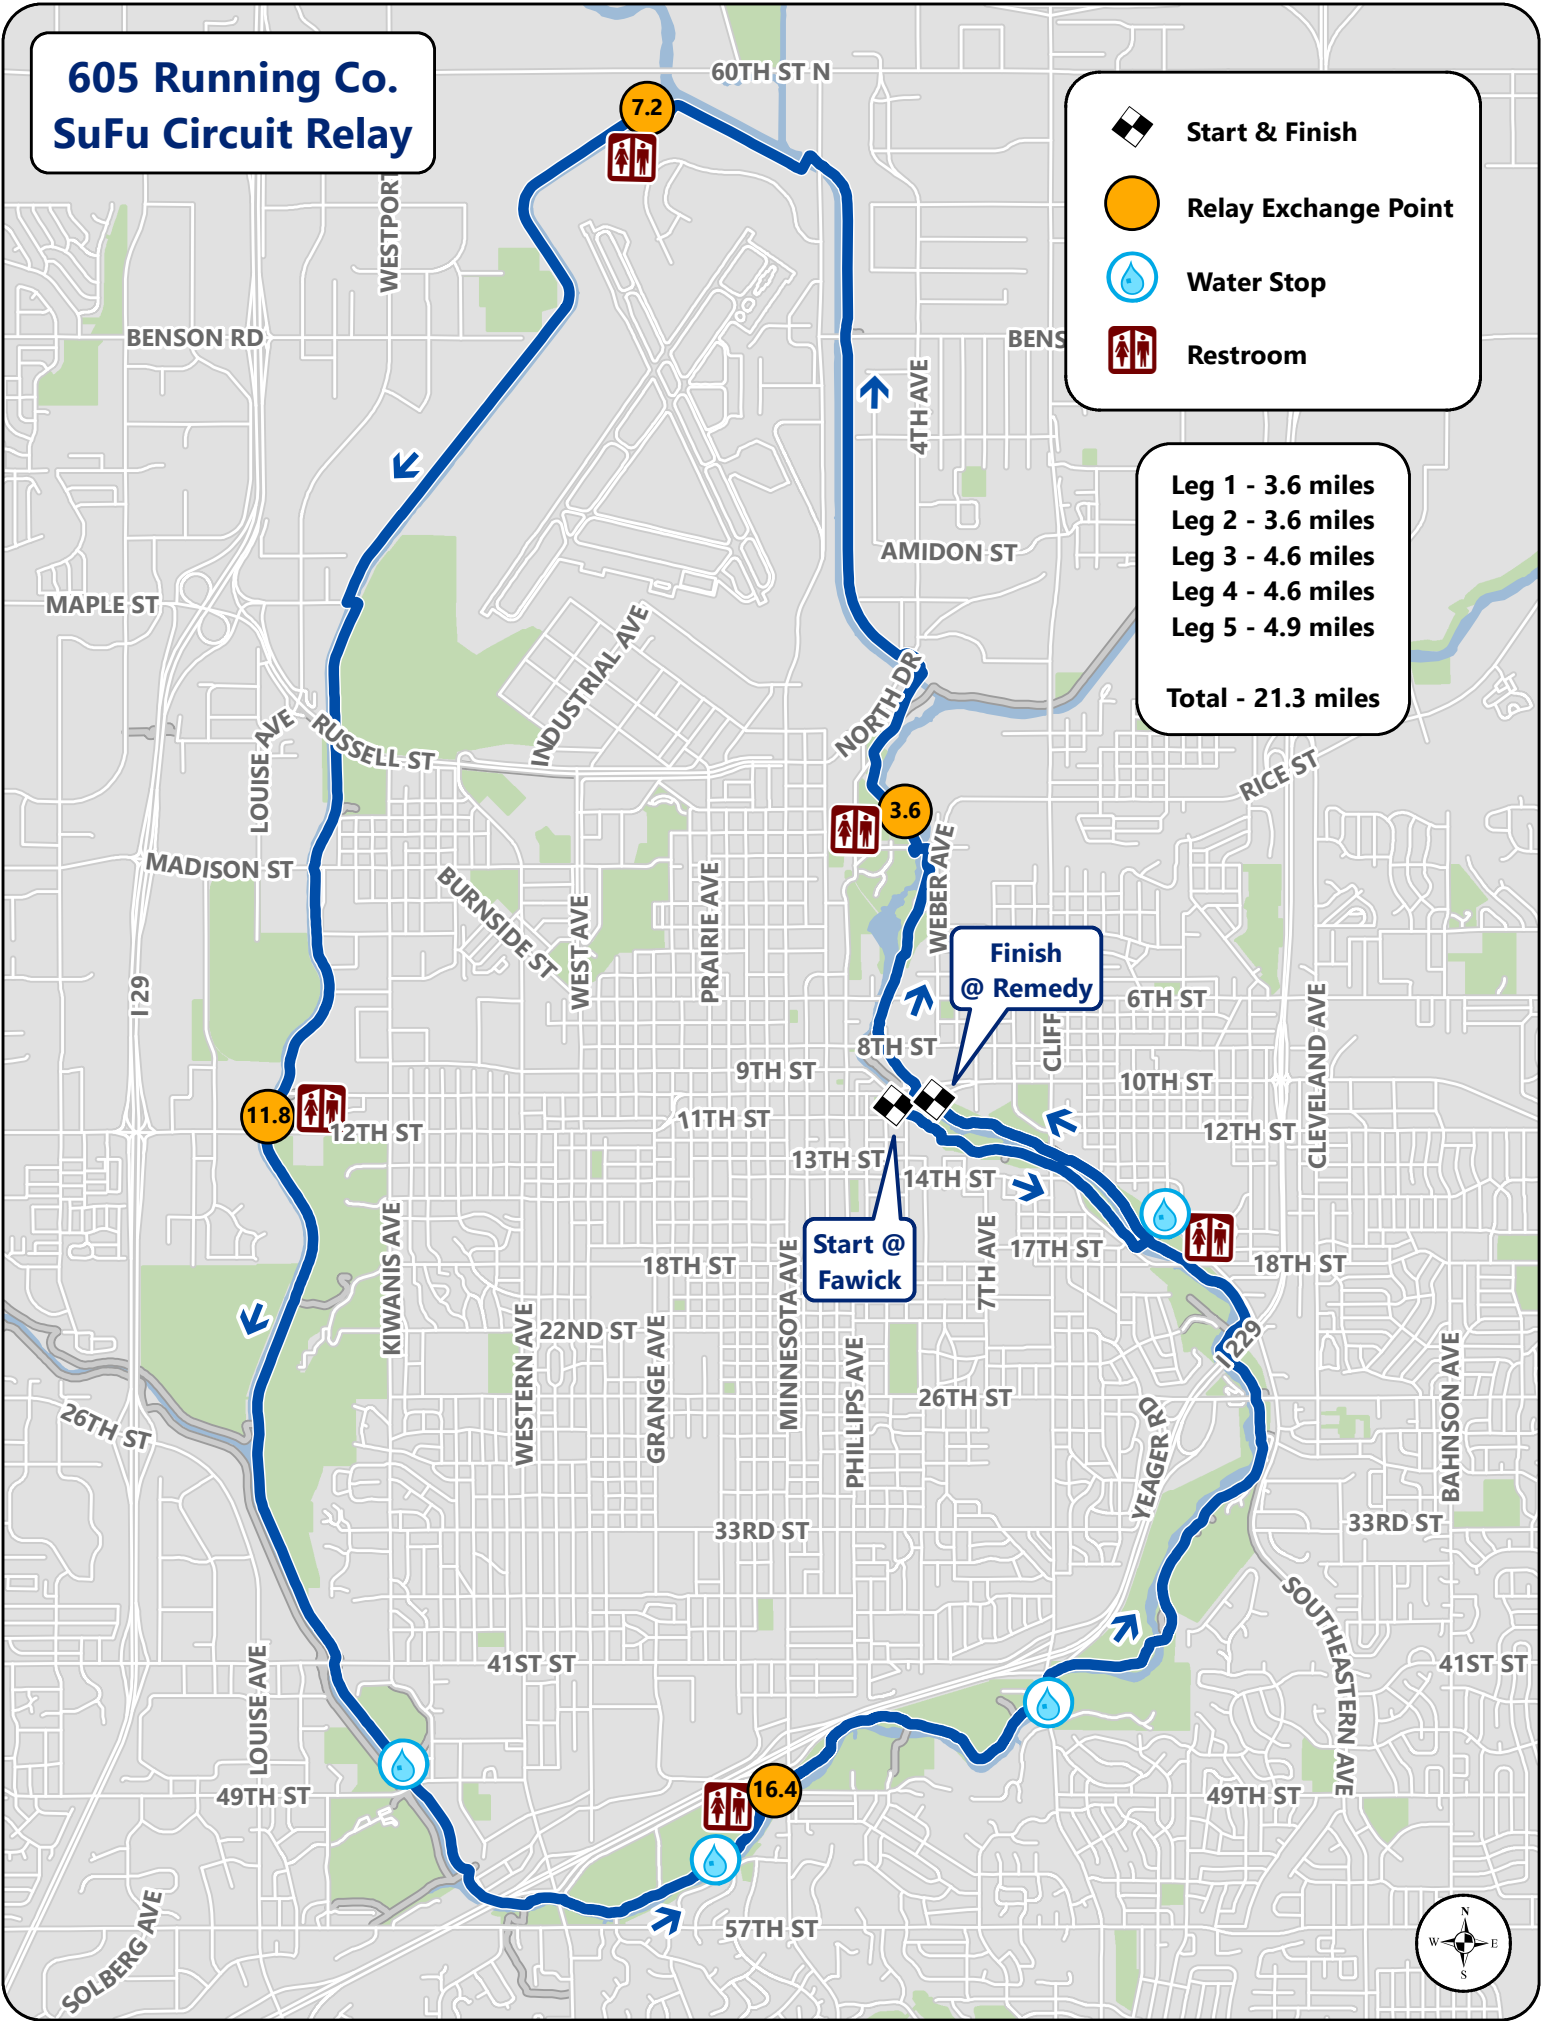 605 Running Co.
SuFu Circuit Relay
60TH ST N
7.2
Start & Finish
Relay Exchange Point
Water Stop
Restroom
WESTPORT
BENSON RD
BENS
4TH AVE
Leg 1 - 3.6 miles
Leg 2 - 3.6 miles
Leg 3 - 4.6 miles
Leg 4 - 4.6 miles
Leg 5 - 4.9 miles
Total - 21.3 miles
AMIDON ST
MAPLE ST
INDUSTRIAL AVE
NORTH DR
LOUISE AVE
RUSSELL ST
RICE ST
3.6
MADISON ST
BURNSIDE ST
WEST AVE
PRAIRIE AVE
WEBER AVE
Finish
@ Remedy
I 29
6TH ST
CLIFF
CLEVELAND AVE
8TH ST
9TH ST
10TH ST
11.8
12TH ST
11TH ST
12TH ST
13TH ST
14TH ST
Start @
Fawick
KIWANIS AVE
18TH ST
MINNESOTA AVE
7TH AVE
17TH ST
18TH ST
22ND ST
WESTERN AVE
GRANGE AVE
PHILLIPS AVE
I 229
26TH ST
26TH ST
YEAGER RD
BAHNSON AVE
33RD ST
33RD ST
SOUTHEASTERN AVE
LOUISE AVE
41ST ST
41ST ST
49TH ST
16.4
49TH ST
57TH ST
SOLBERG AVE
N
W
E
S